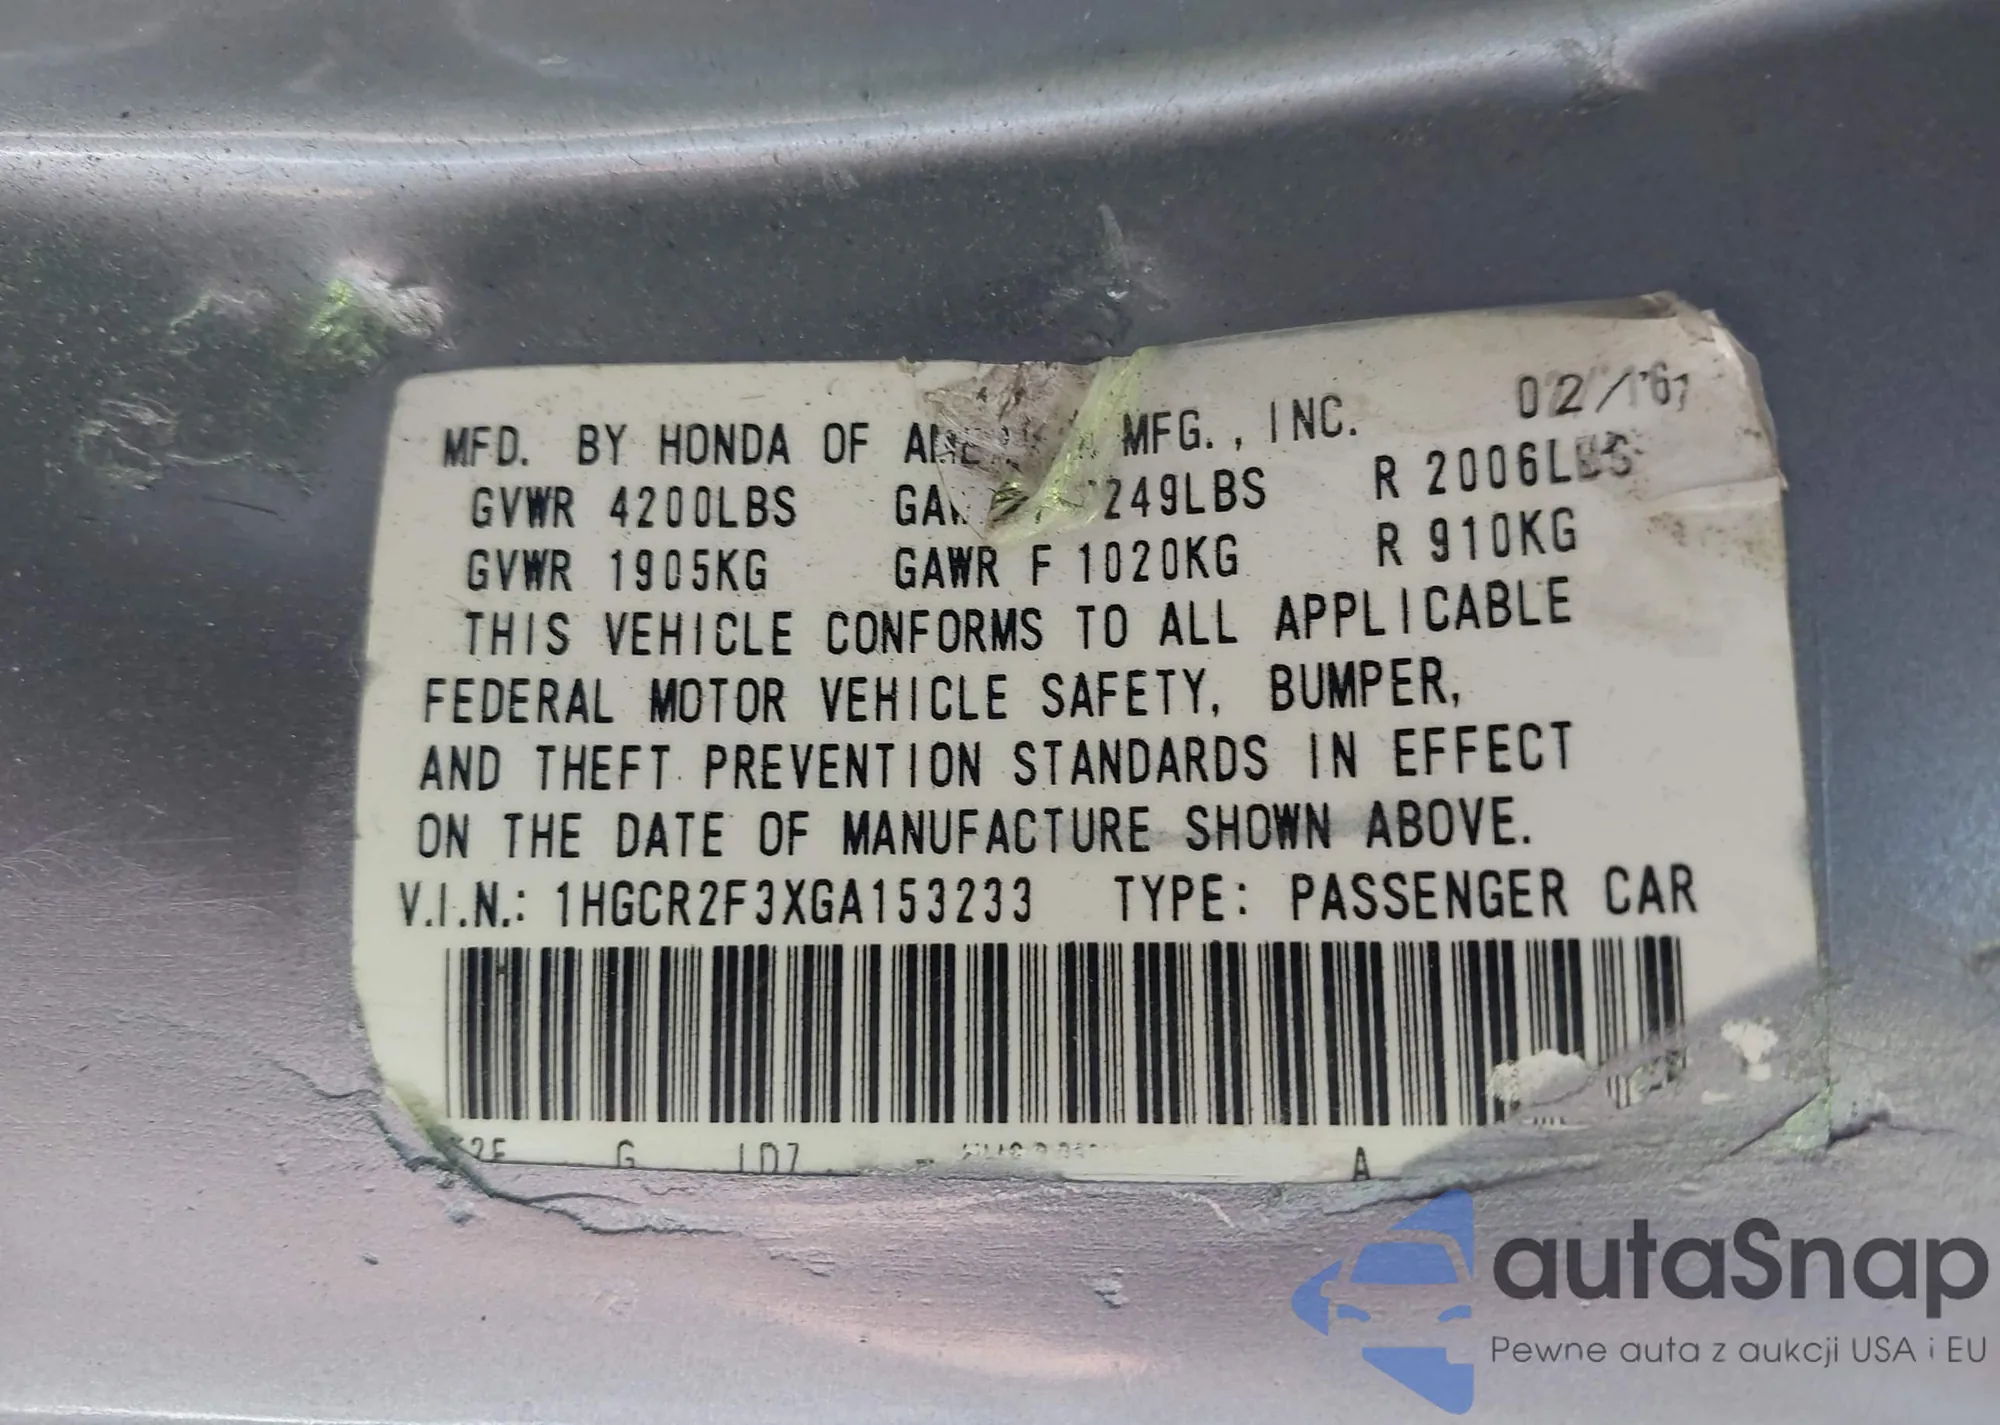 02/16
MFD. BY HONDA OF AMERICA MFG., INC.
GVWR 4200LBS 249LBS R 2006LBS
GVWR 1905KG GAWR F 1020KG R 910KG
THIS VEHICLE CONFORMS TO ALL APPLICABLE
FEDERAL MOTOR VEHICLE SAFETY, BUMPER,
AND THEFT PREVENTION STANDARDS IN EFFECT
ON THE DATE OF MANUFACTURE SHOWN ABOVE.
V.I.N.: 1HGCR2F3XGA153233 TYPE: PASSENGER CAR
G A
autaSnap
Pewne auta z aukcji USA i EU